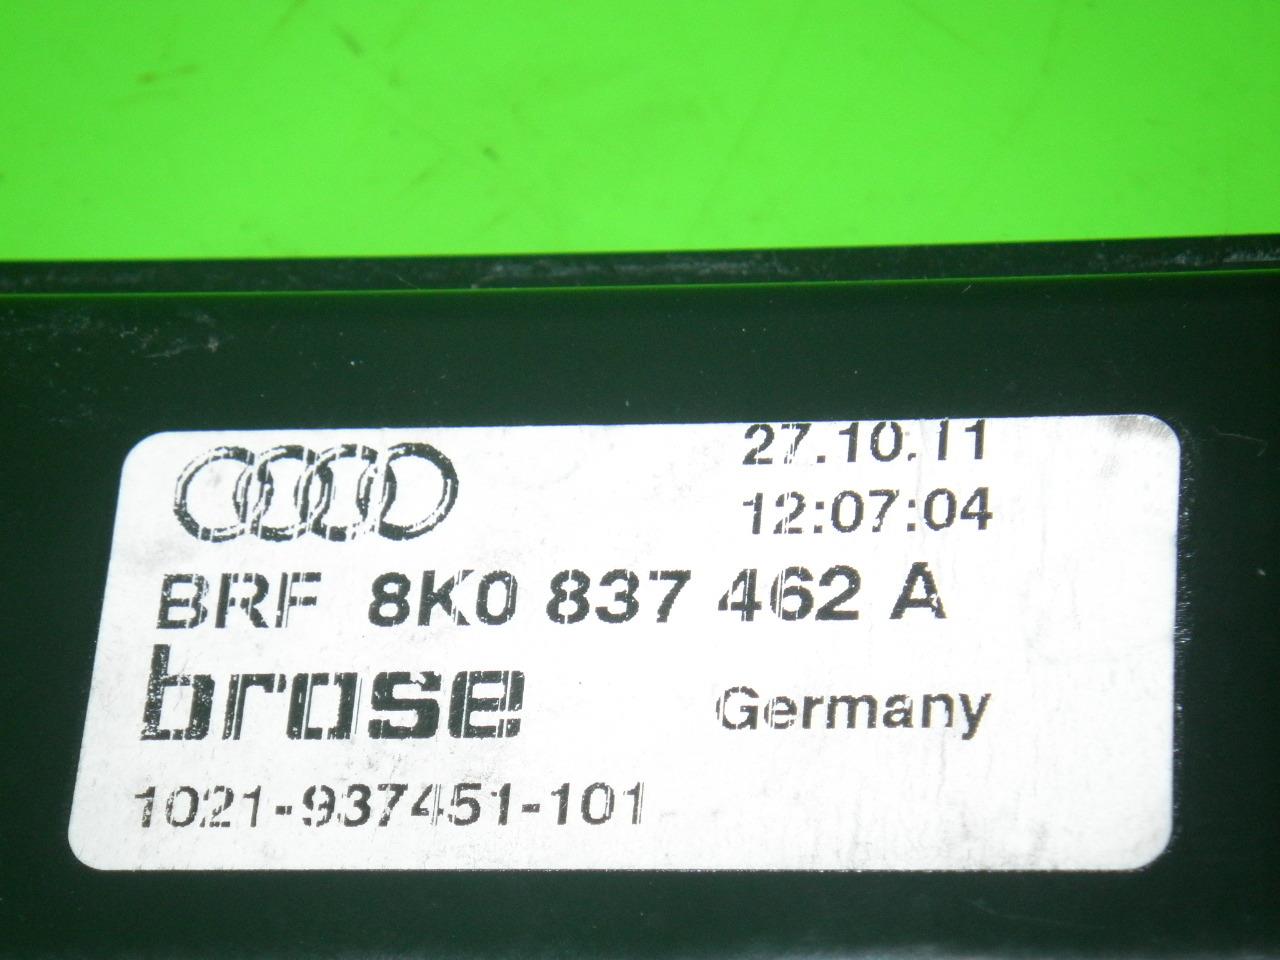 27.10.11
12:07:04
BRF 8K0 837 462 A
brose Germany
1021-937451-101